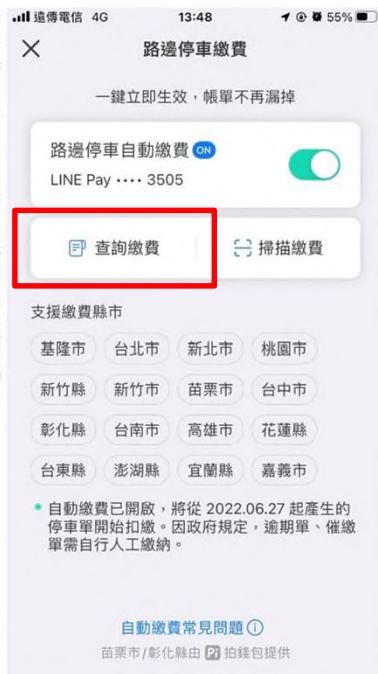 遠傳電信 4G 13:48 55%
路邊停車繳費
一鍵立即生效，帳單不再漏掉
路邊停車自動繳費 ON
LINE Pay •••• 3505
查詢繳費 掃描繳費
支援繳費縣市
基隆市 台北市 新北市 桃園市
新竹縣 新竹市 苗栗市 台中市
彰化縣 台南市 高雄市 花蓮縣
台東縣 澎湖縣 宜蘭縣 嘉義市
自動繳費已開啟，將從 2022.06.27 起產生的
停車單開始扣繳。因政府規定，逾期單、催繳
單需自行人工繳納。
自動繳費常見問題
苗栗市/彰化縣由 Pi 拍錢包提供